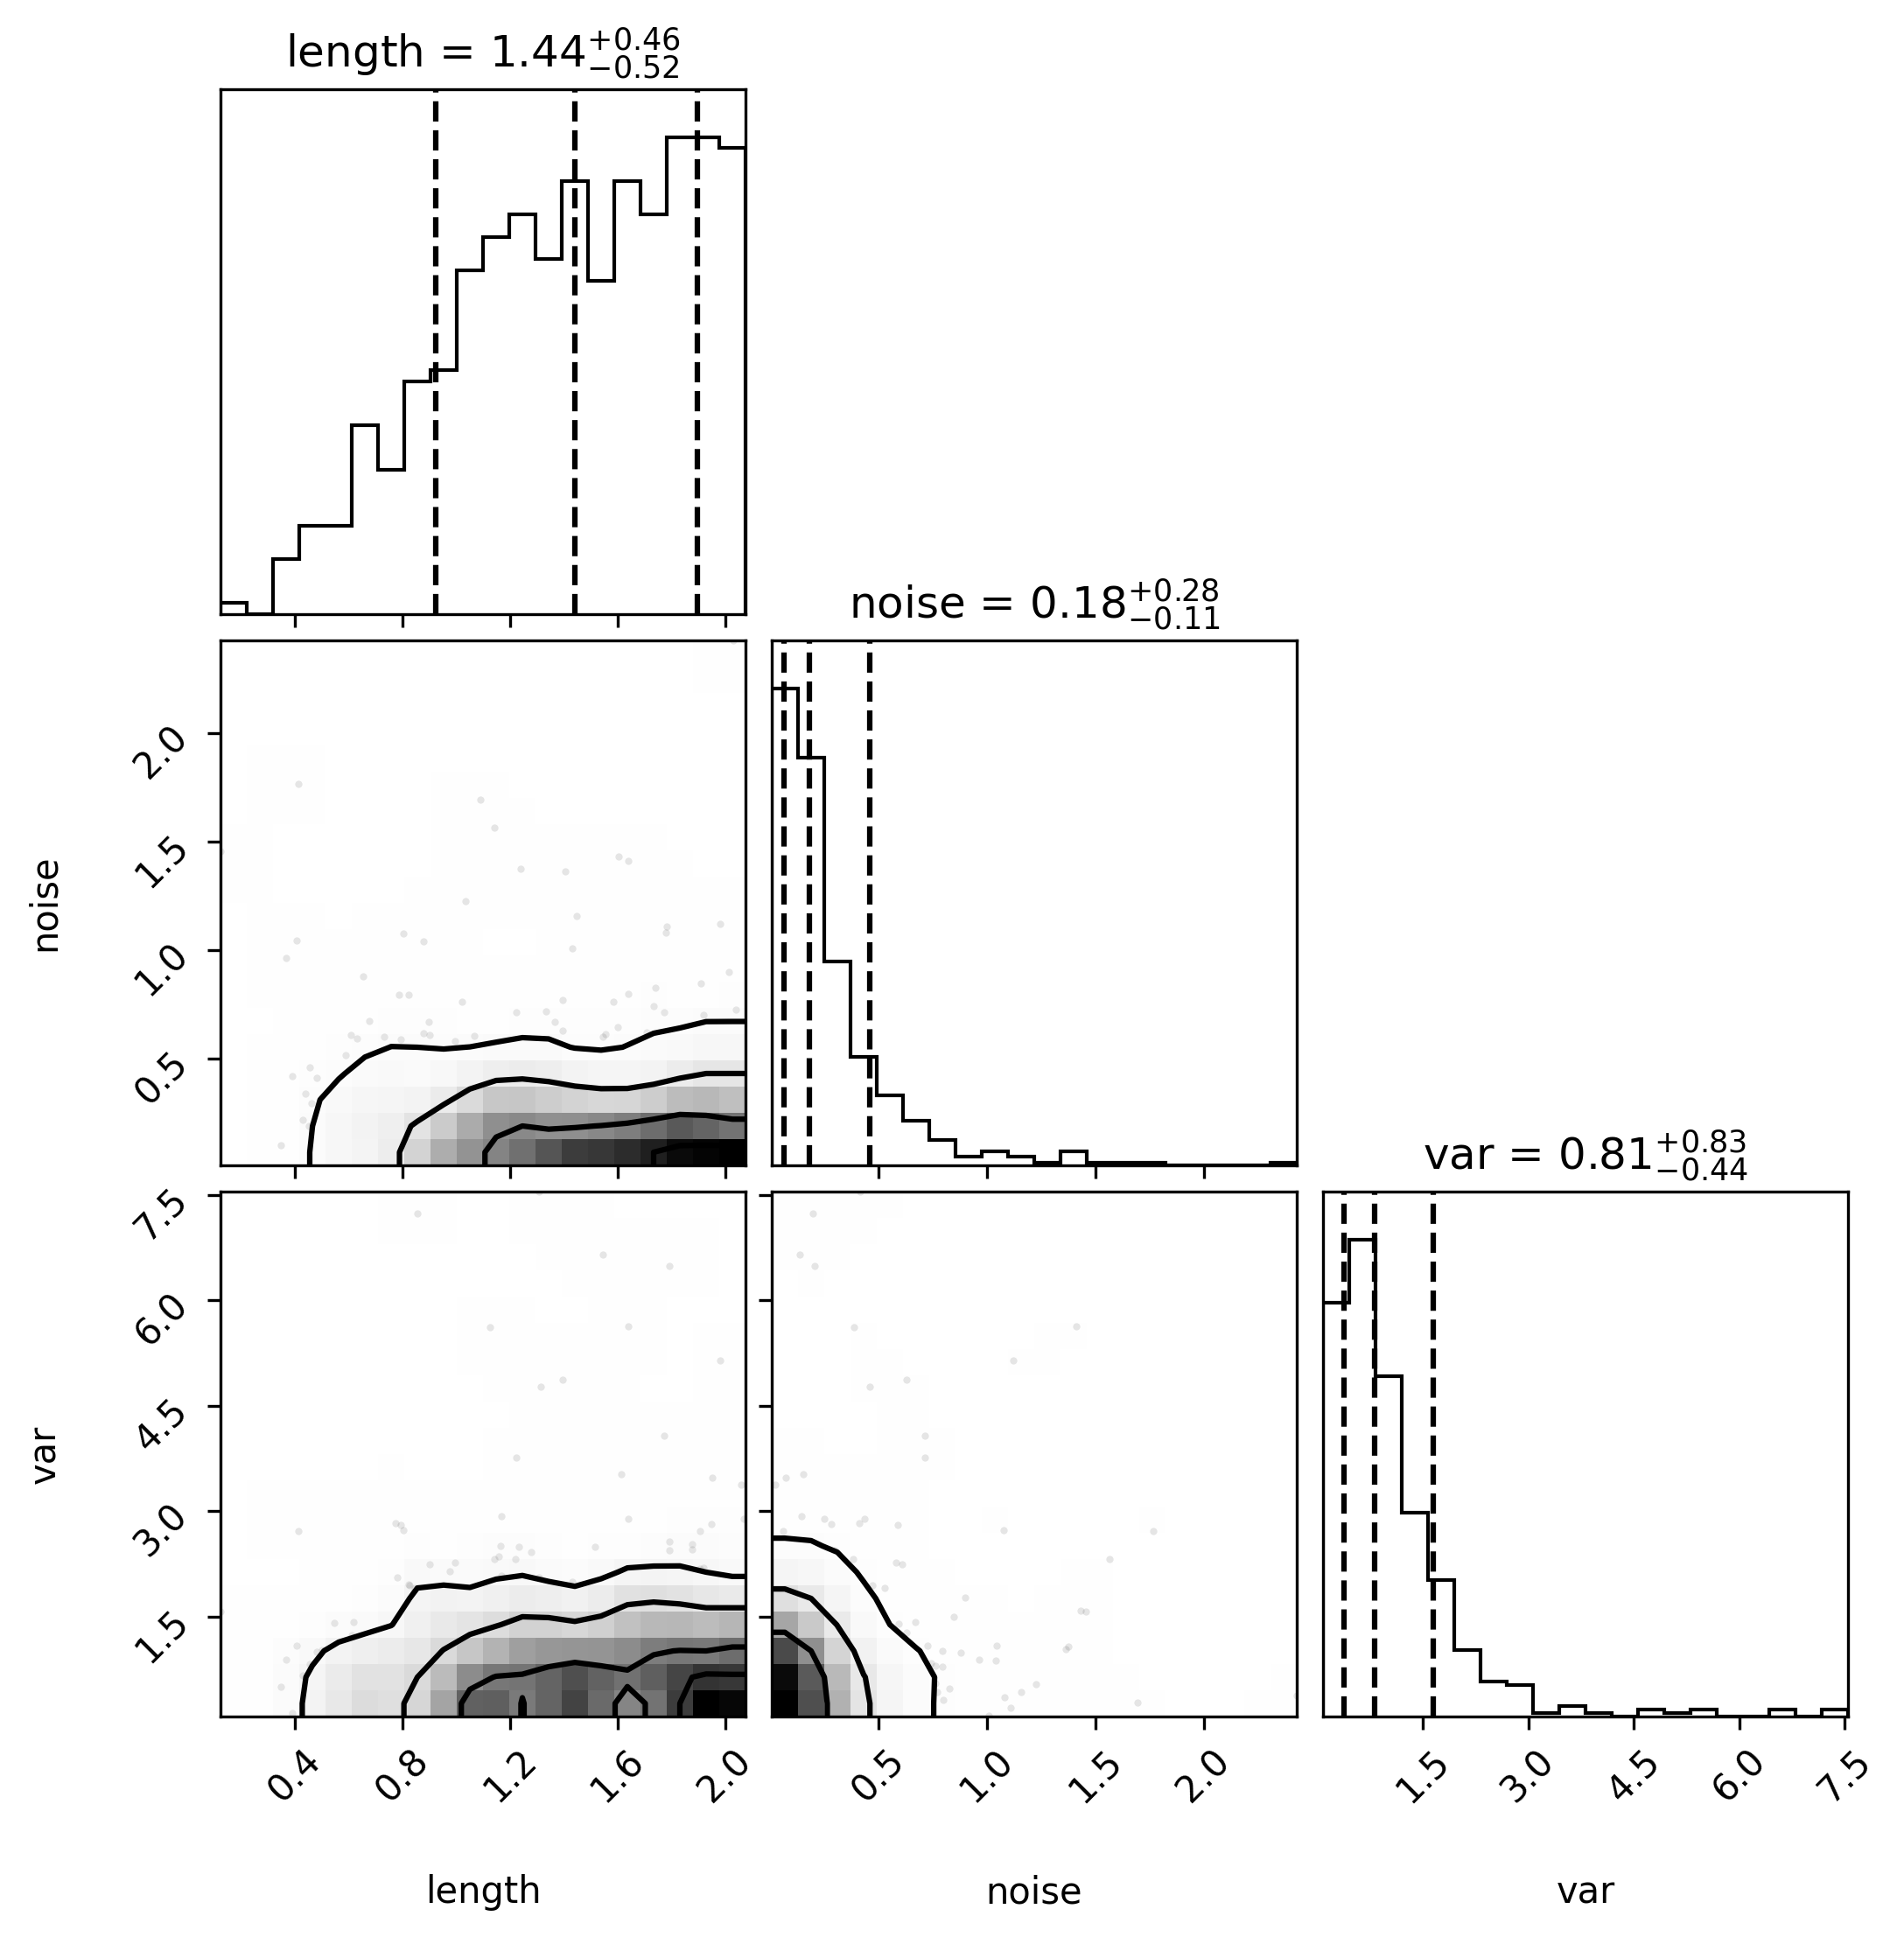 length = 1.44^{+0.46}_{−0.52}
noise = 0.18^{+0.28}_{−0.11}
2.0
1.5
1.0
0.5
noise
var = 0.81^{+0.83}_{−0.44}
7.5
6.0
4.5
3.0
1.5
var
0.4 0.8 1.2 1.6 2.0 0.5 1.0 1.5 2.0 1.5 3.0 4.5 6.0 7.5
length noise var